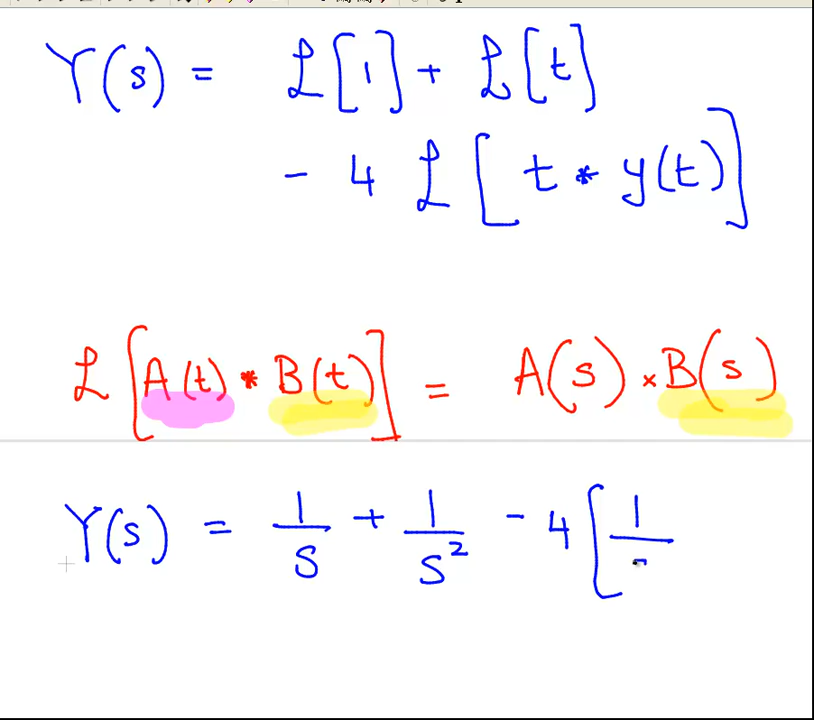 Y(s) = ℒ[1] + ℒ[t]
- 4 ℒ[t * y(t)]
ℒ[A(t) * B(t)] = A(s) × B(s)
Y(s) = 1/s + 1/s² - 4[1/